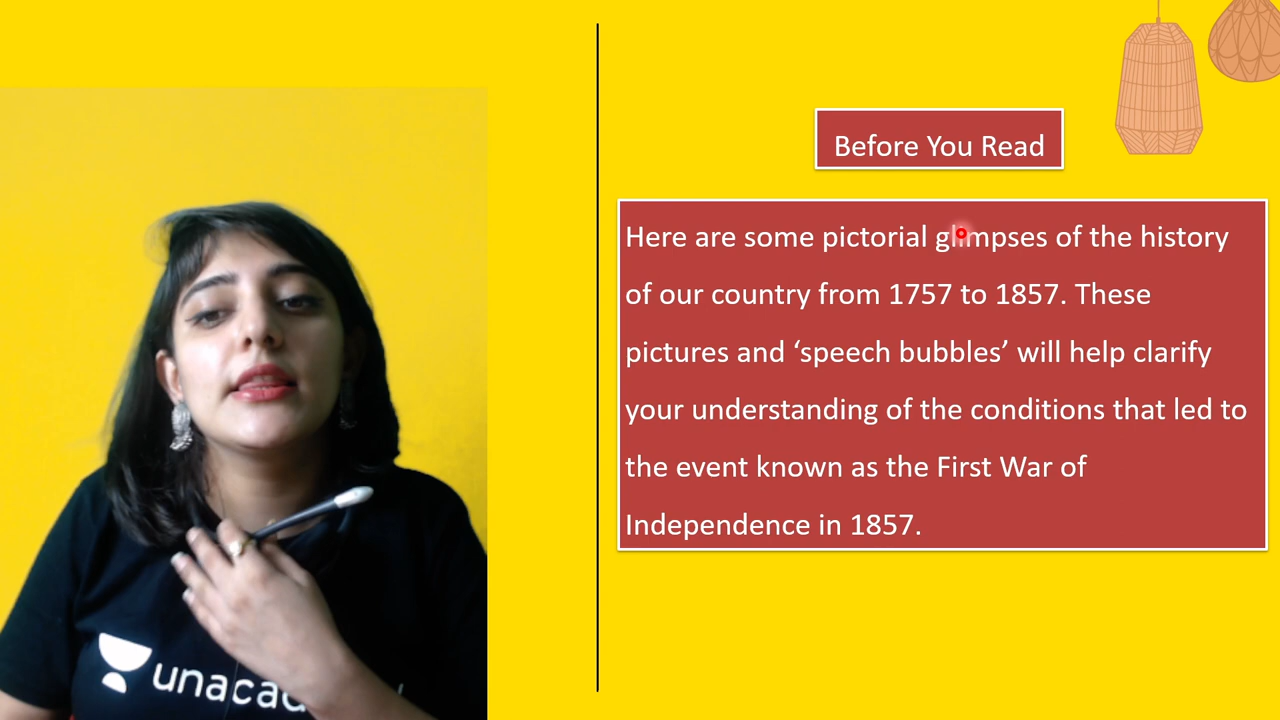 Before You Read
Here are some pictorial glimpses of the history
of our country from 1757 to 1857. These
pictures and ‘speech bubbles’ will help clarify
your understanding of the conditions that led to
the event known as the First War of
Independence in 1857.